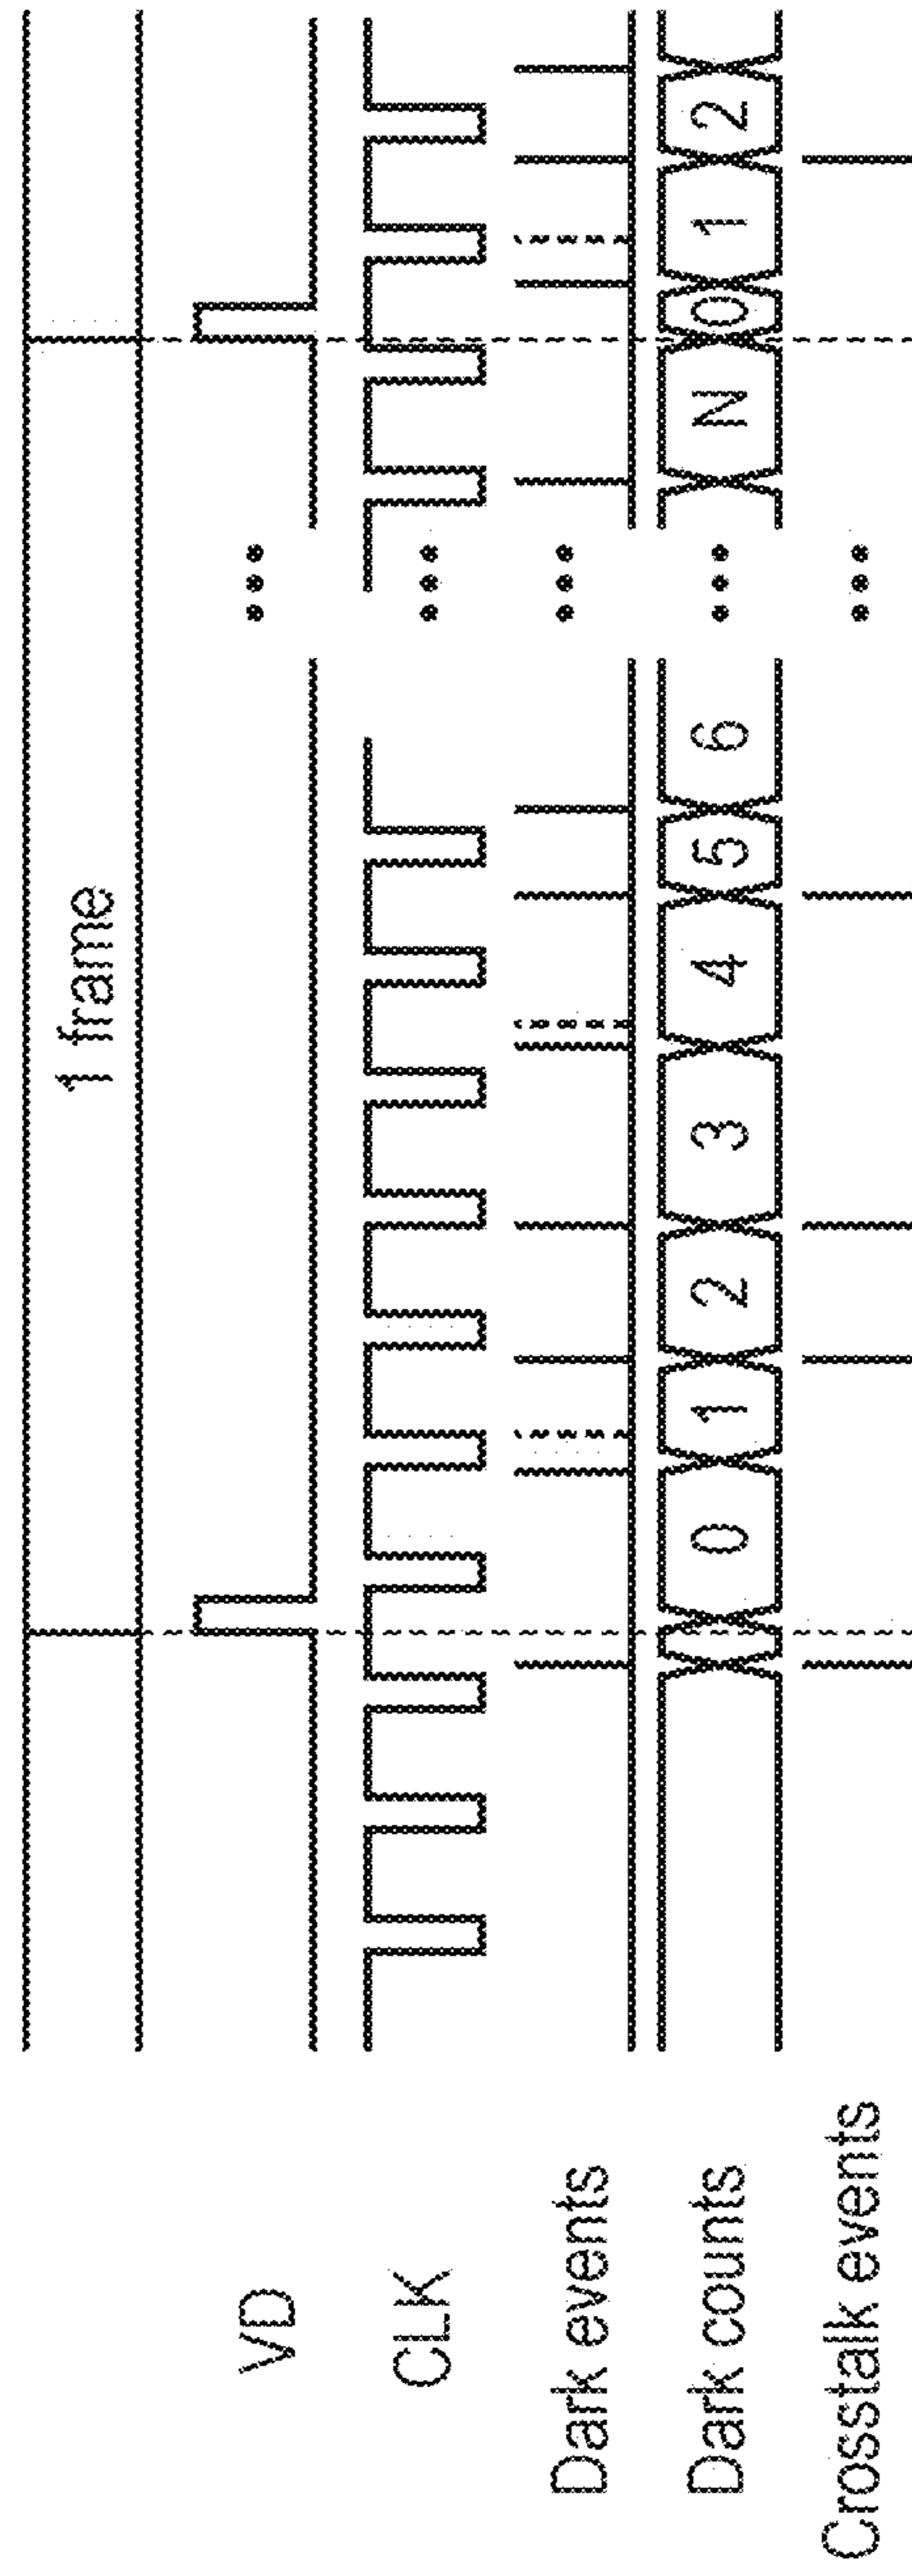 1 frame
VD
CLK
Dark events
Dark counts
0 1 2 3 4 5 6 N 0 1 2
Crosstalk events